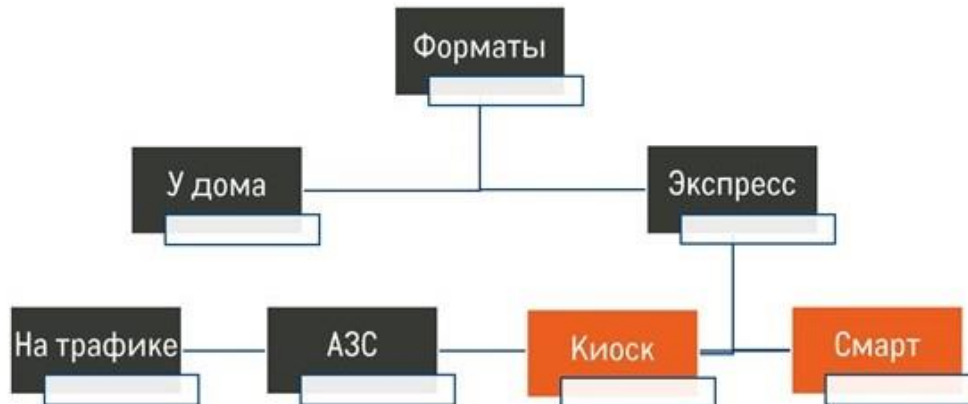 Форматы
У дома
Экспресс
На трафике
АЗС
Киоск
Смарт